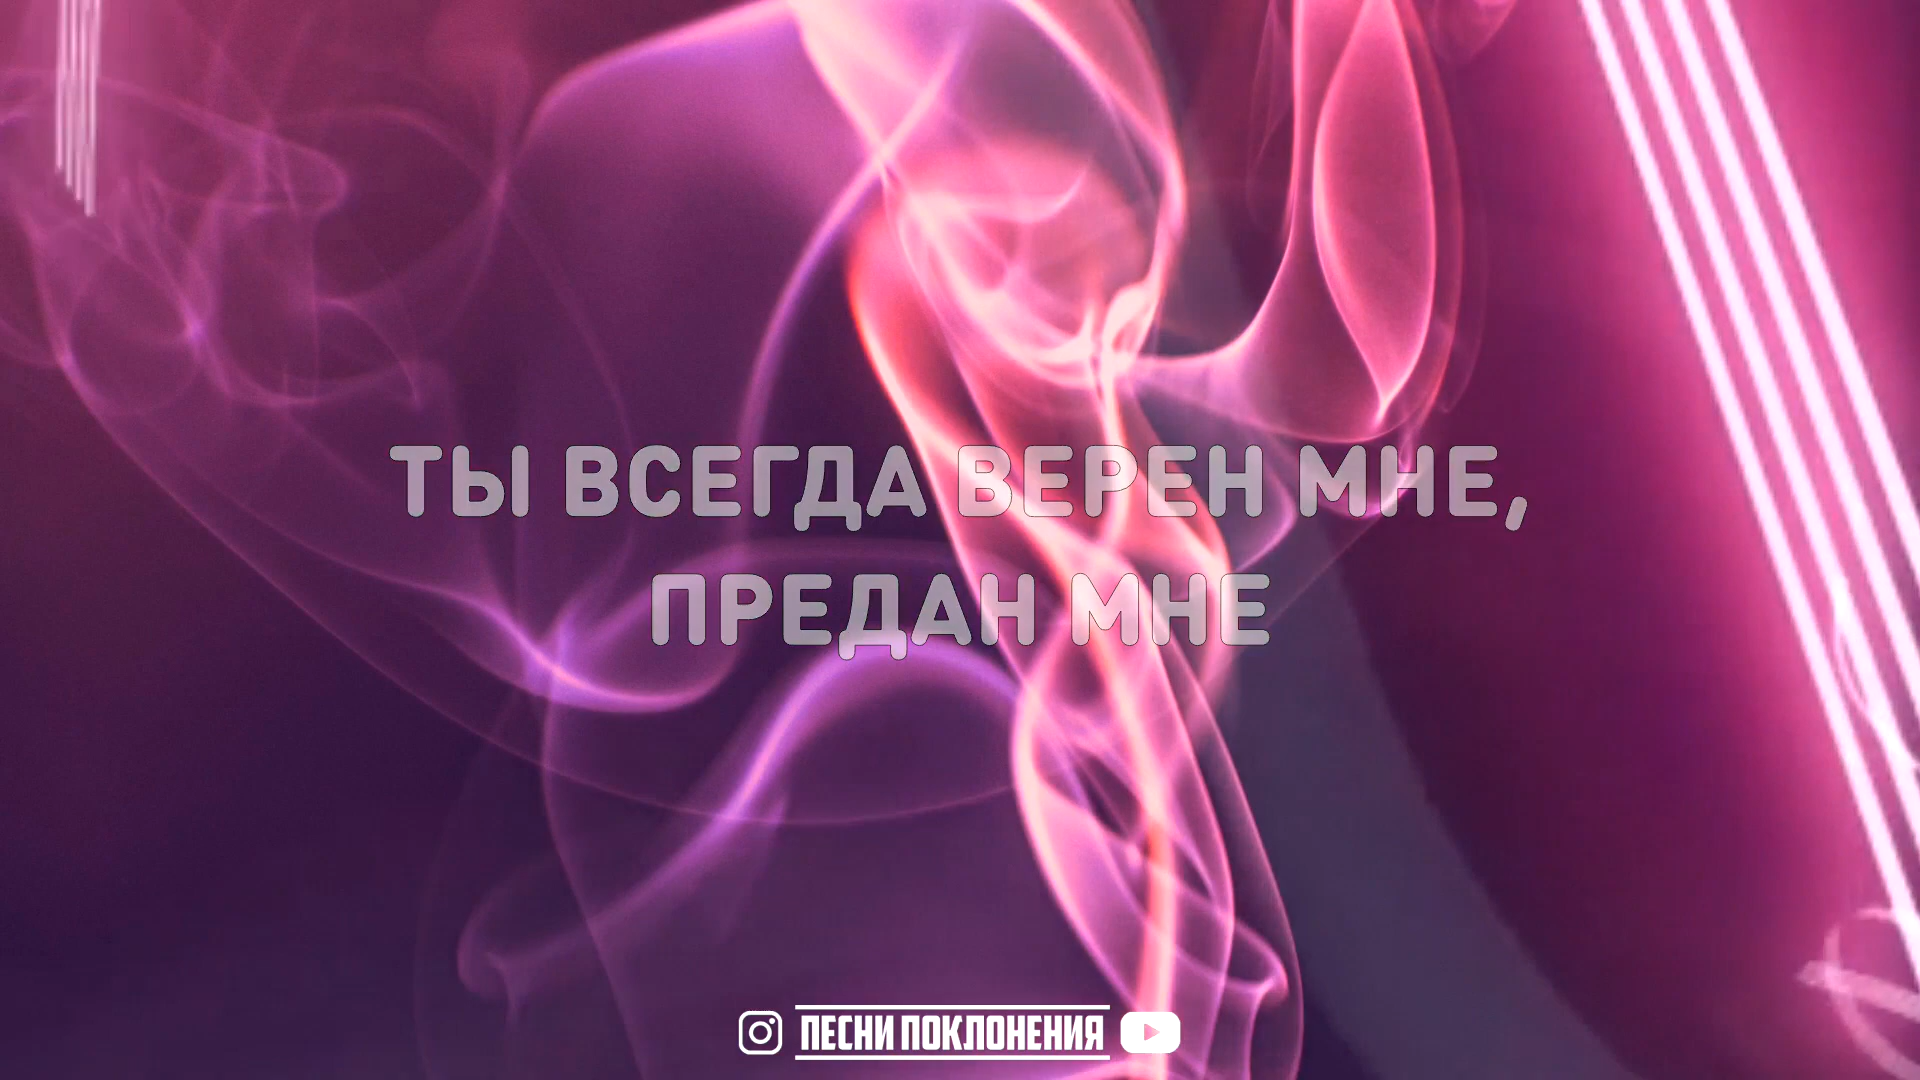 ТЫ ВСЕГДА ВЕРЕН МНЕ,
ПРЕДАН МНЕ
ПЕСНИ ПОКЛОНЕНИЯ